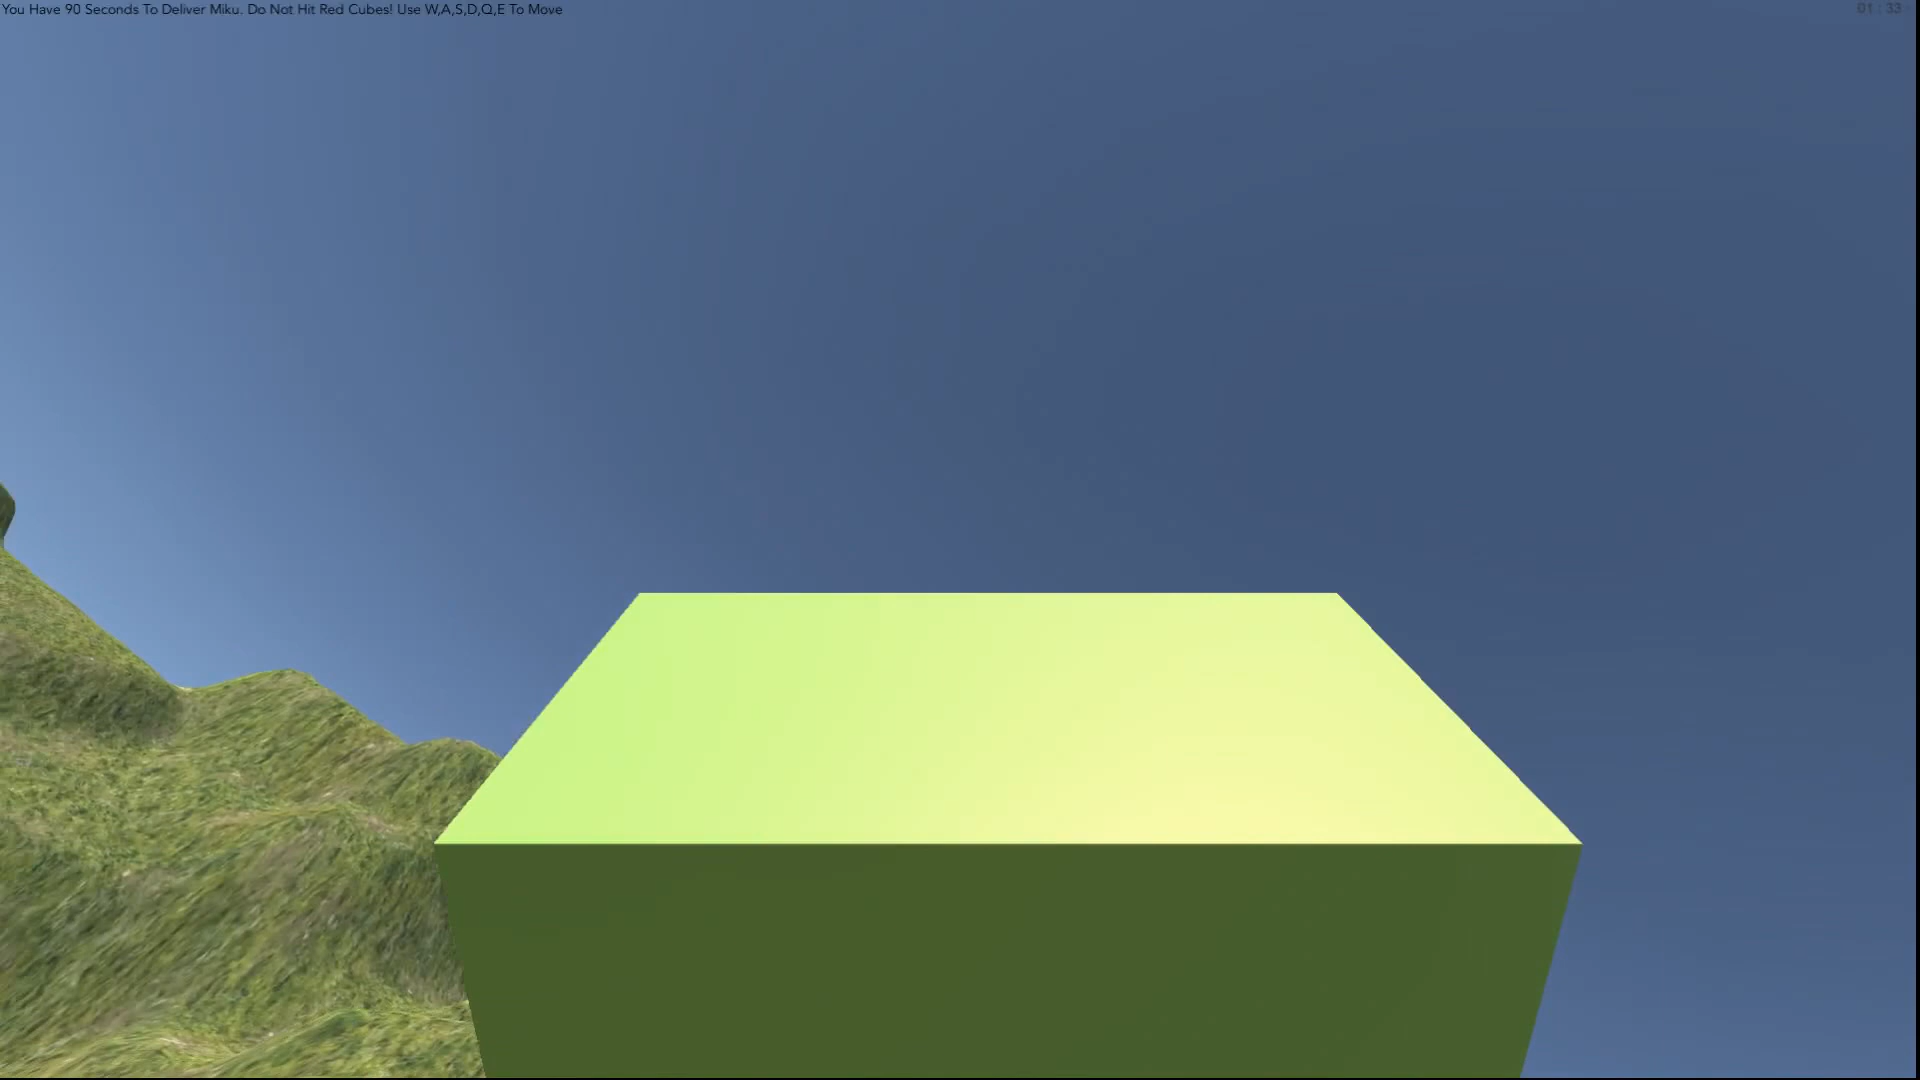 You Have 90 Seconds To Deliver Miku. Do Not Hit Red Cubes! Use W,A,S,D,Q,E To Move
01 : 33